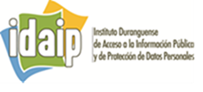 idaip
Instituto Duranguense
de Acceso a la Información Pública
y de Protección de Datos Personales